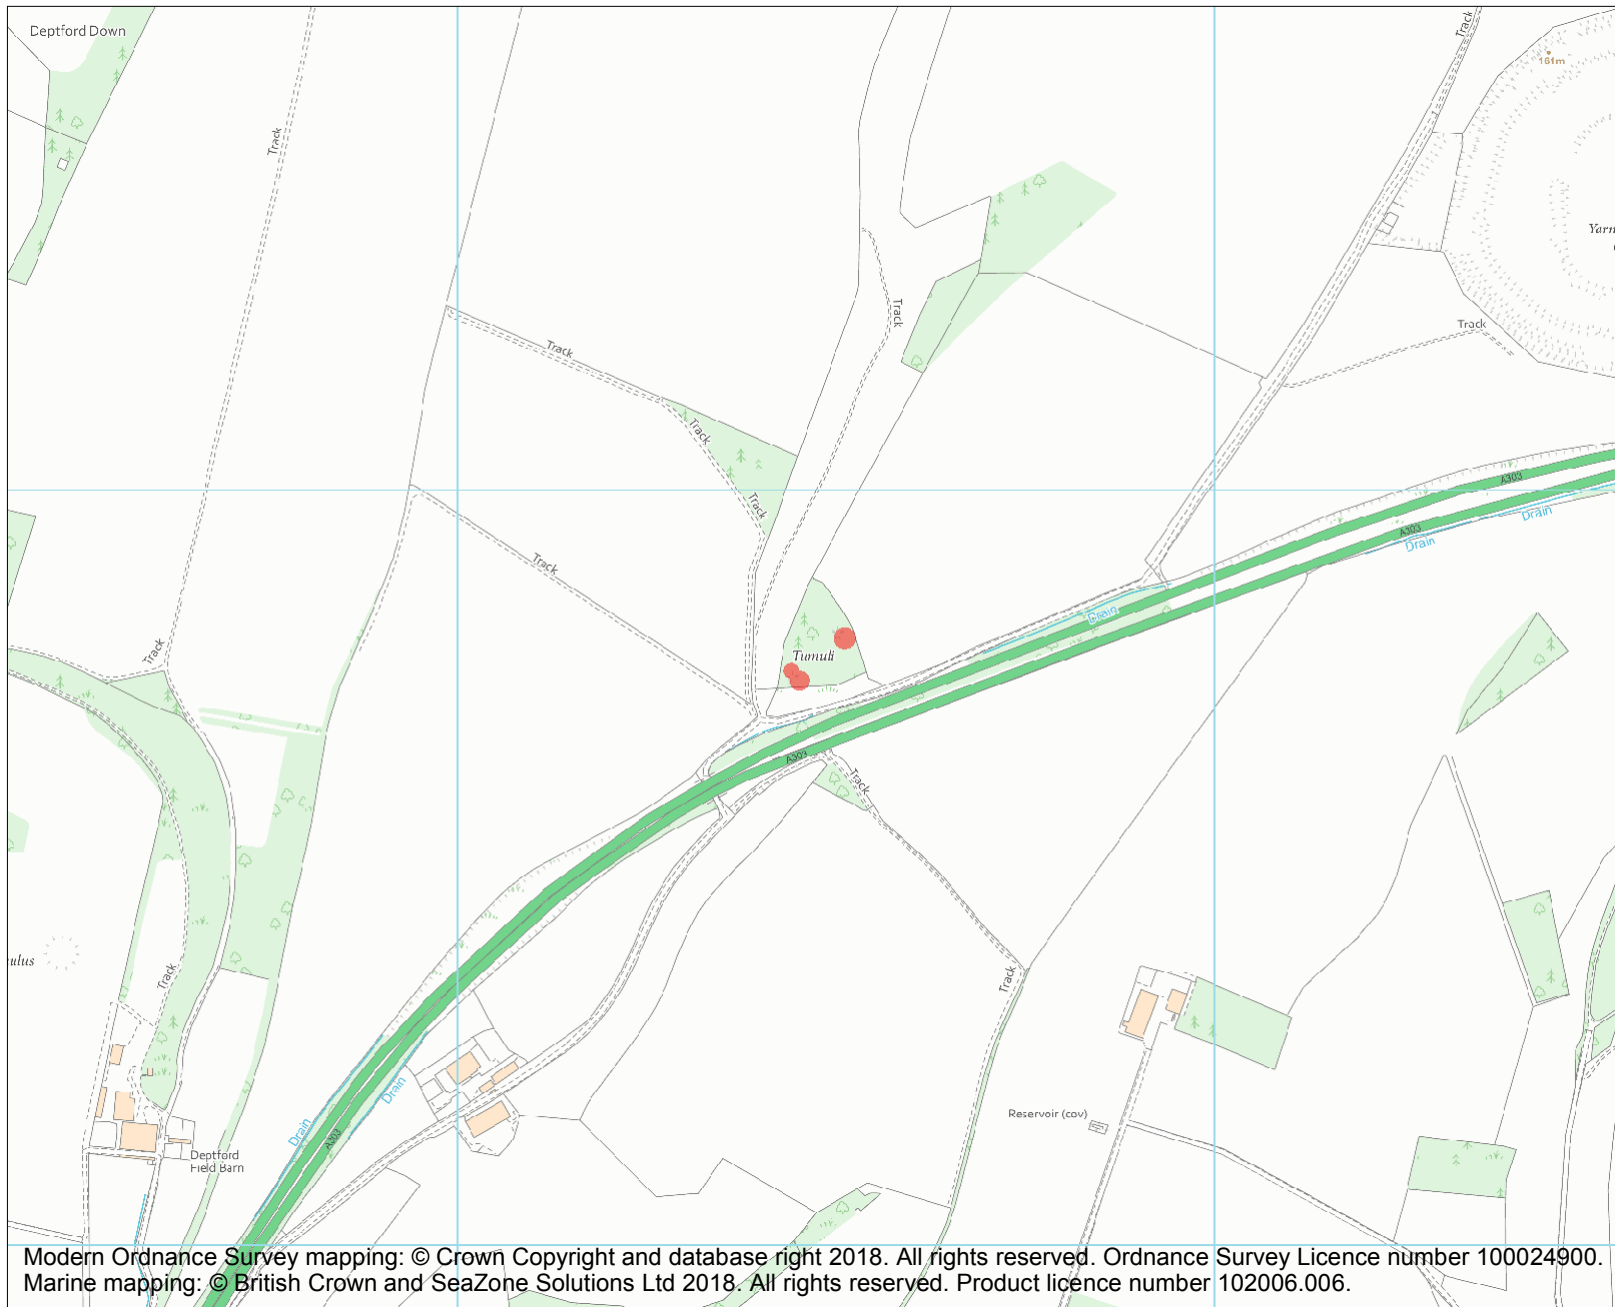 Deptford Down
Track
161m
Track
Track
Track
Track
Track
Track
Track
A303
A303
Drain
Drain
Track
Drain
Track
Tumuli
A303
Track
Track
Track
Reservoir (cov)
Drain
Drain
A303
Deptford
Field Barn
Modern Ordnance Survey mapping: © Crown Copyright and database right 2018. All rights reserved. Ordnance Survey Licence number 100024900.
Marine mapping: © British Crown and SeaZone Solutions Ltd 2018. All rights reserved. Product licence number 102006.006.